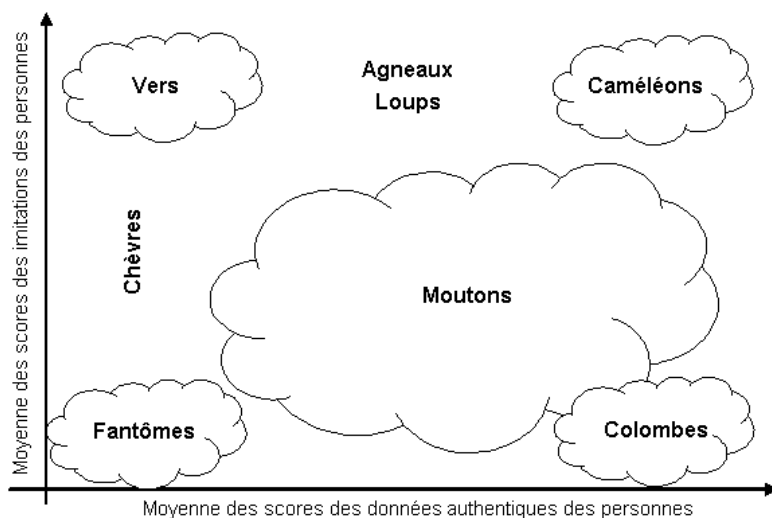 Moyenne des scores des imitations des personnes
Vers
Agneaux
Loups
Caméléons
Chèvres
Moutons
Fantômes
Colombes
Moyenne des scores des données authentiques des personnes